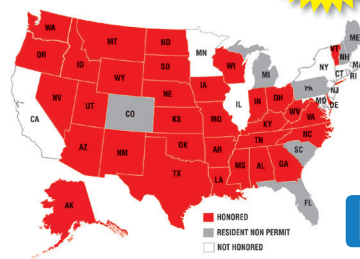 WA
MT
ND
MN
ME
VT
NH
OR
ID
SD
WI
NY
MA
WY
MI
CT
RI
IA
PA
NJ
NE
NV
UT
CO
IL
IN
OH
MD
DE
CA
KS
MO
WV
VA
KY
NC
TN
AZ
NM
OK
AR
SC
MS
AL
GA
TX
LA
FL
AK
HONORED
RESIDENT NON PERMIT
NOT HONORED